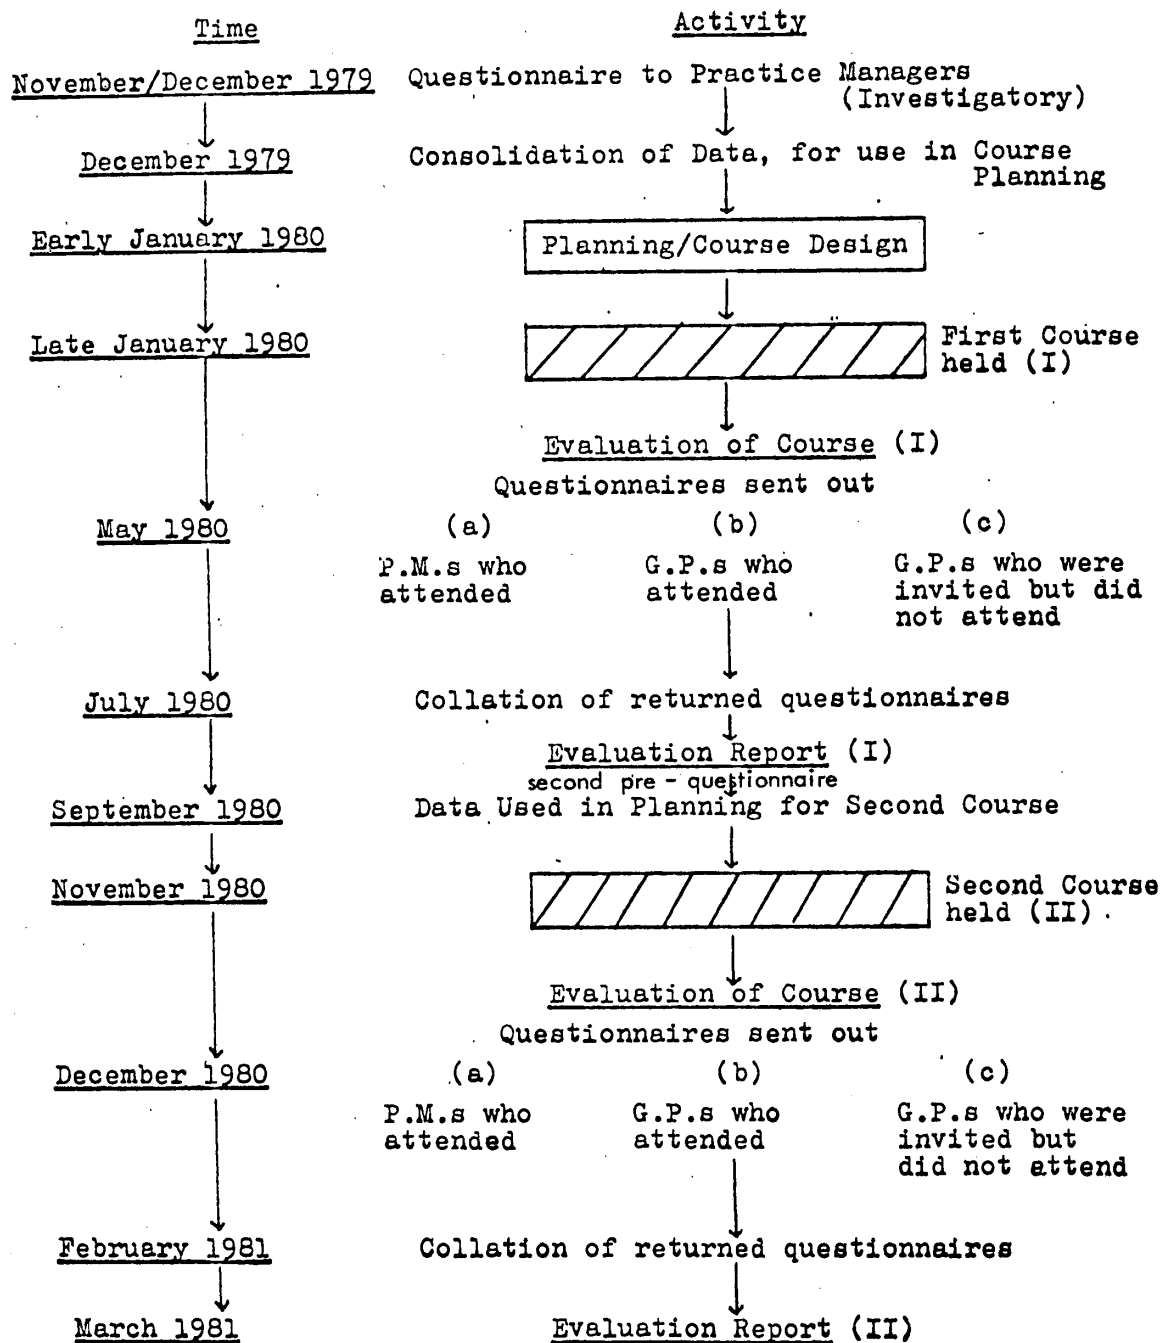 Time
Activity
November/December 1979
Questionnaire to Practice Managers
(Investigatory)
December 1979
Consolidation of Data, for use in Course
Planning
Early January 1980
Planning/Course Design
Late January 1980
First Course
held (I)
Evaluation of Course (I)
Questionnaires sent out
May 1980
(a)
(b)
(c)
P.M.s who
attended
G.P.s who
attended
G.P.s who were
invited but did
not attend
July 1980
Collation of returned questionnaires
Evaluation Report (I)
second pre - questionnaire
September 1980
Data Used in Planning for Second Course
November 1980
Second Course
held (II)
Evaluation of Course (II)
Questionnaires sent out
December 1980
(a)
(b)
(c)
P.M.s who
attended
G.P.s who
attended
G.P.s who were
invited but
did not attend
February 1981
Collation of returned questionnaires
March 1981
Evaluation Report (II)